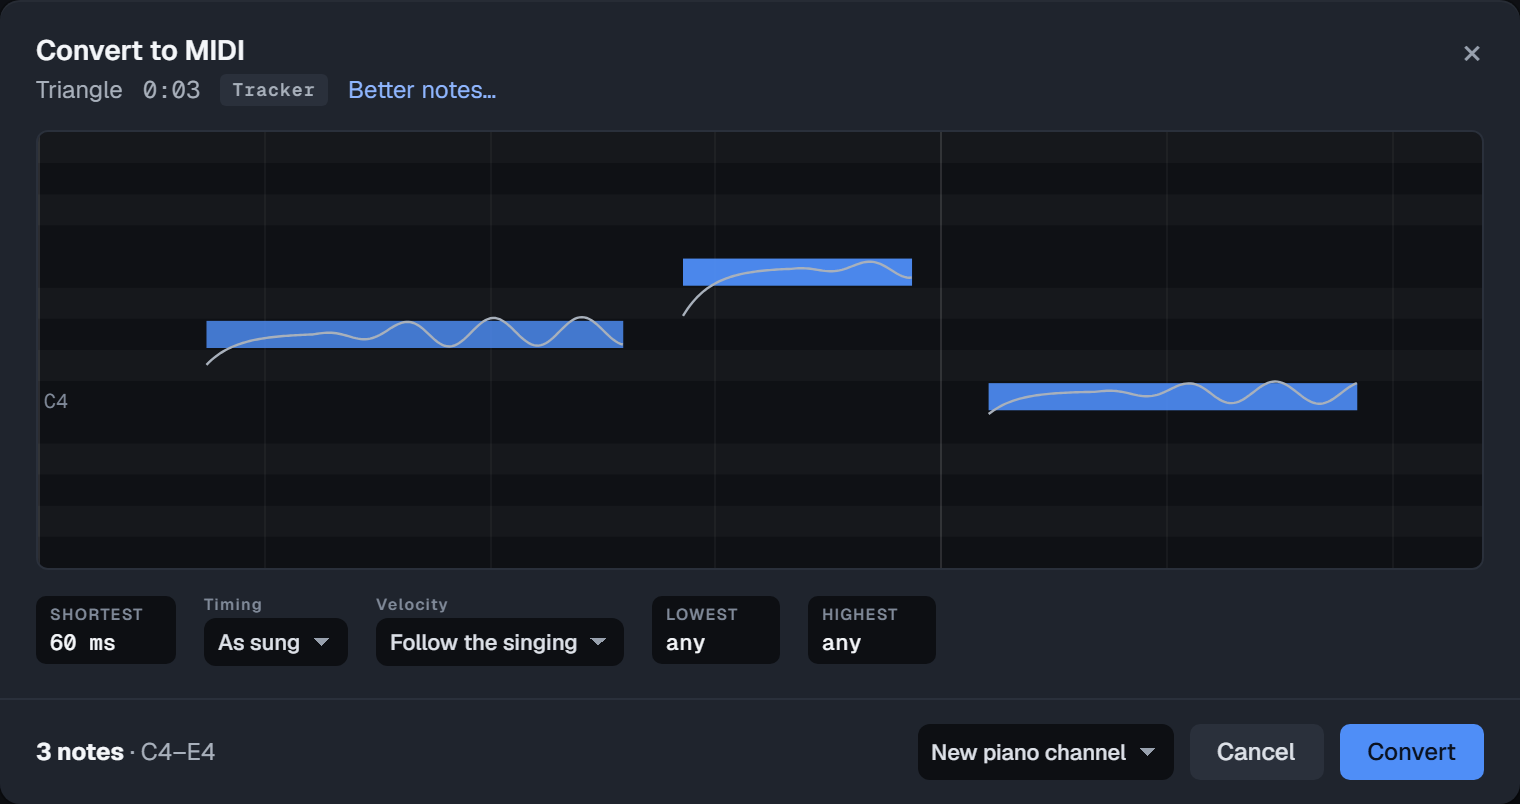 Convert to MIDI
×
Triangle 0:03 Tracker Better notes…
C4
SHORTEST
60 ms
Timing
As sung
Velocity
Follow the singing
LOWEST
any
HIGHEST
any
3 notes · C4–E4
New piano channel
Cancel
Convert